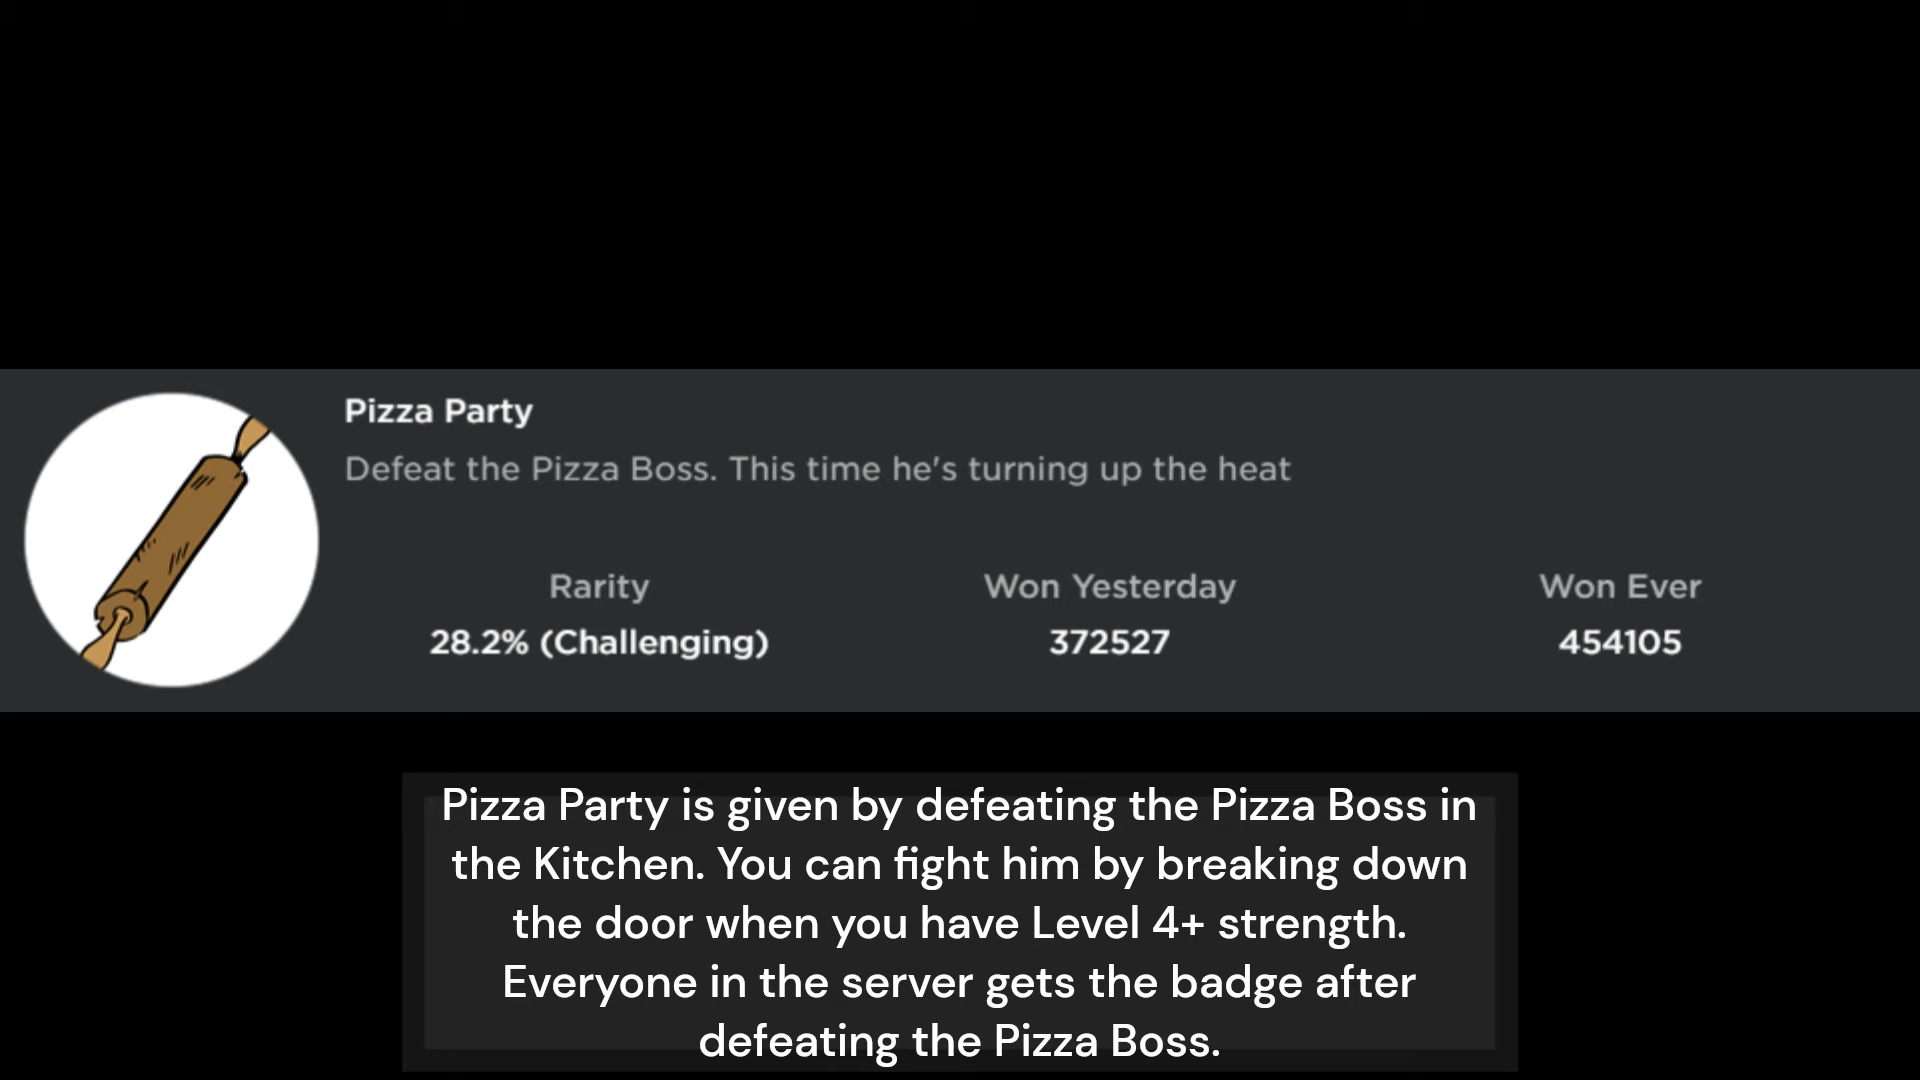 Pizza Party
Defeat the Pizza Boss. This time he's turning up the heat
Rarity
Won Yesterday
Won Ever
28.2% (Challenging)
372527
454105
Pizza Party is given by defeating the Pizza Boss in
the Kitchen. You can fight him by breaking down
the door when you have Level 4+ strength.
Everyone in the server gets the badge after
defeating the Pizza Boss.